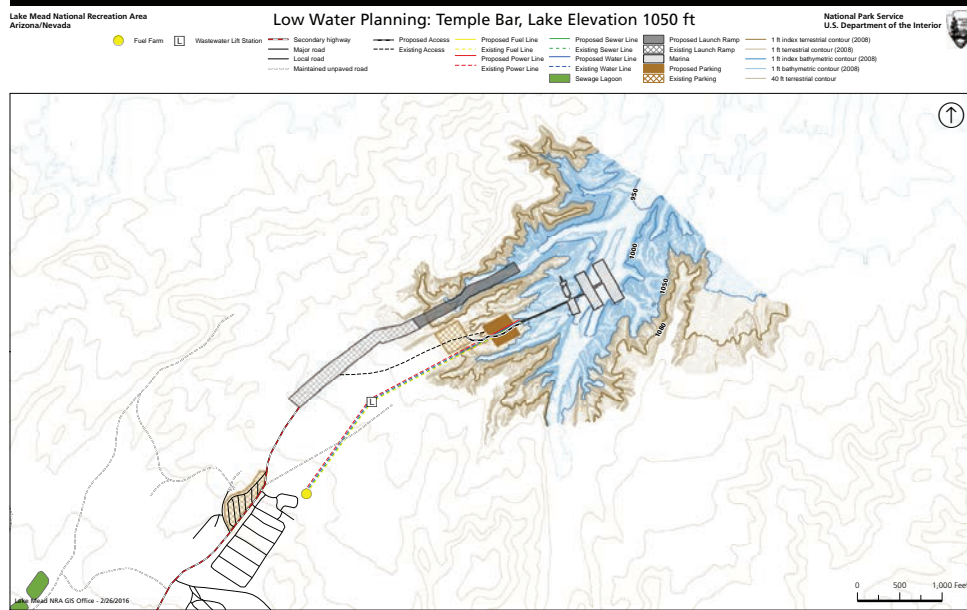 Lake Mead National Recreation Area
Arizona/Nevada
Low Water Planning: Temple Bar, Lake Elevation 1050 ft
National Park Service
U.S. Department of the Interior
Fuel Farm
L
Wastewater Lift Station
Secondary highway
Major road
Local road
Maintained unpaved road
Proposed Access
Existing Access
Proposed Fuel Line
Existing Fuel Line
Proposed Power Line
Existing Power Line
Proposed Sewer Line
Existing Sewer Line
Proposed Water Line
Existing Water Line
Sewage Lagoon
Proposed Launch Ramp
Existing Launch Ramp
Marina
Proposed Parking
Existing Parking
1 ft index terrestrial contour (2008)
1 ft terrestrial contour (2008)
1 ft index bathymetric contour (2008)
1 ft bathymetric contour (2008)
40 ft terrestrial contour
950
1000
1050
1080
L
Lake Mead NRA GIS Office - 2/26/2016
0 500 1,000 Feet